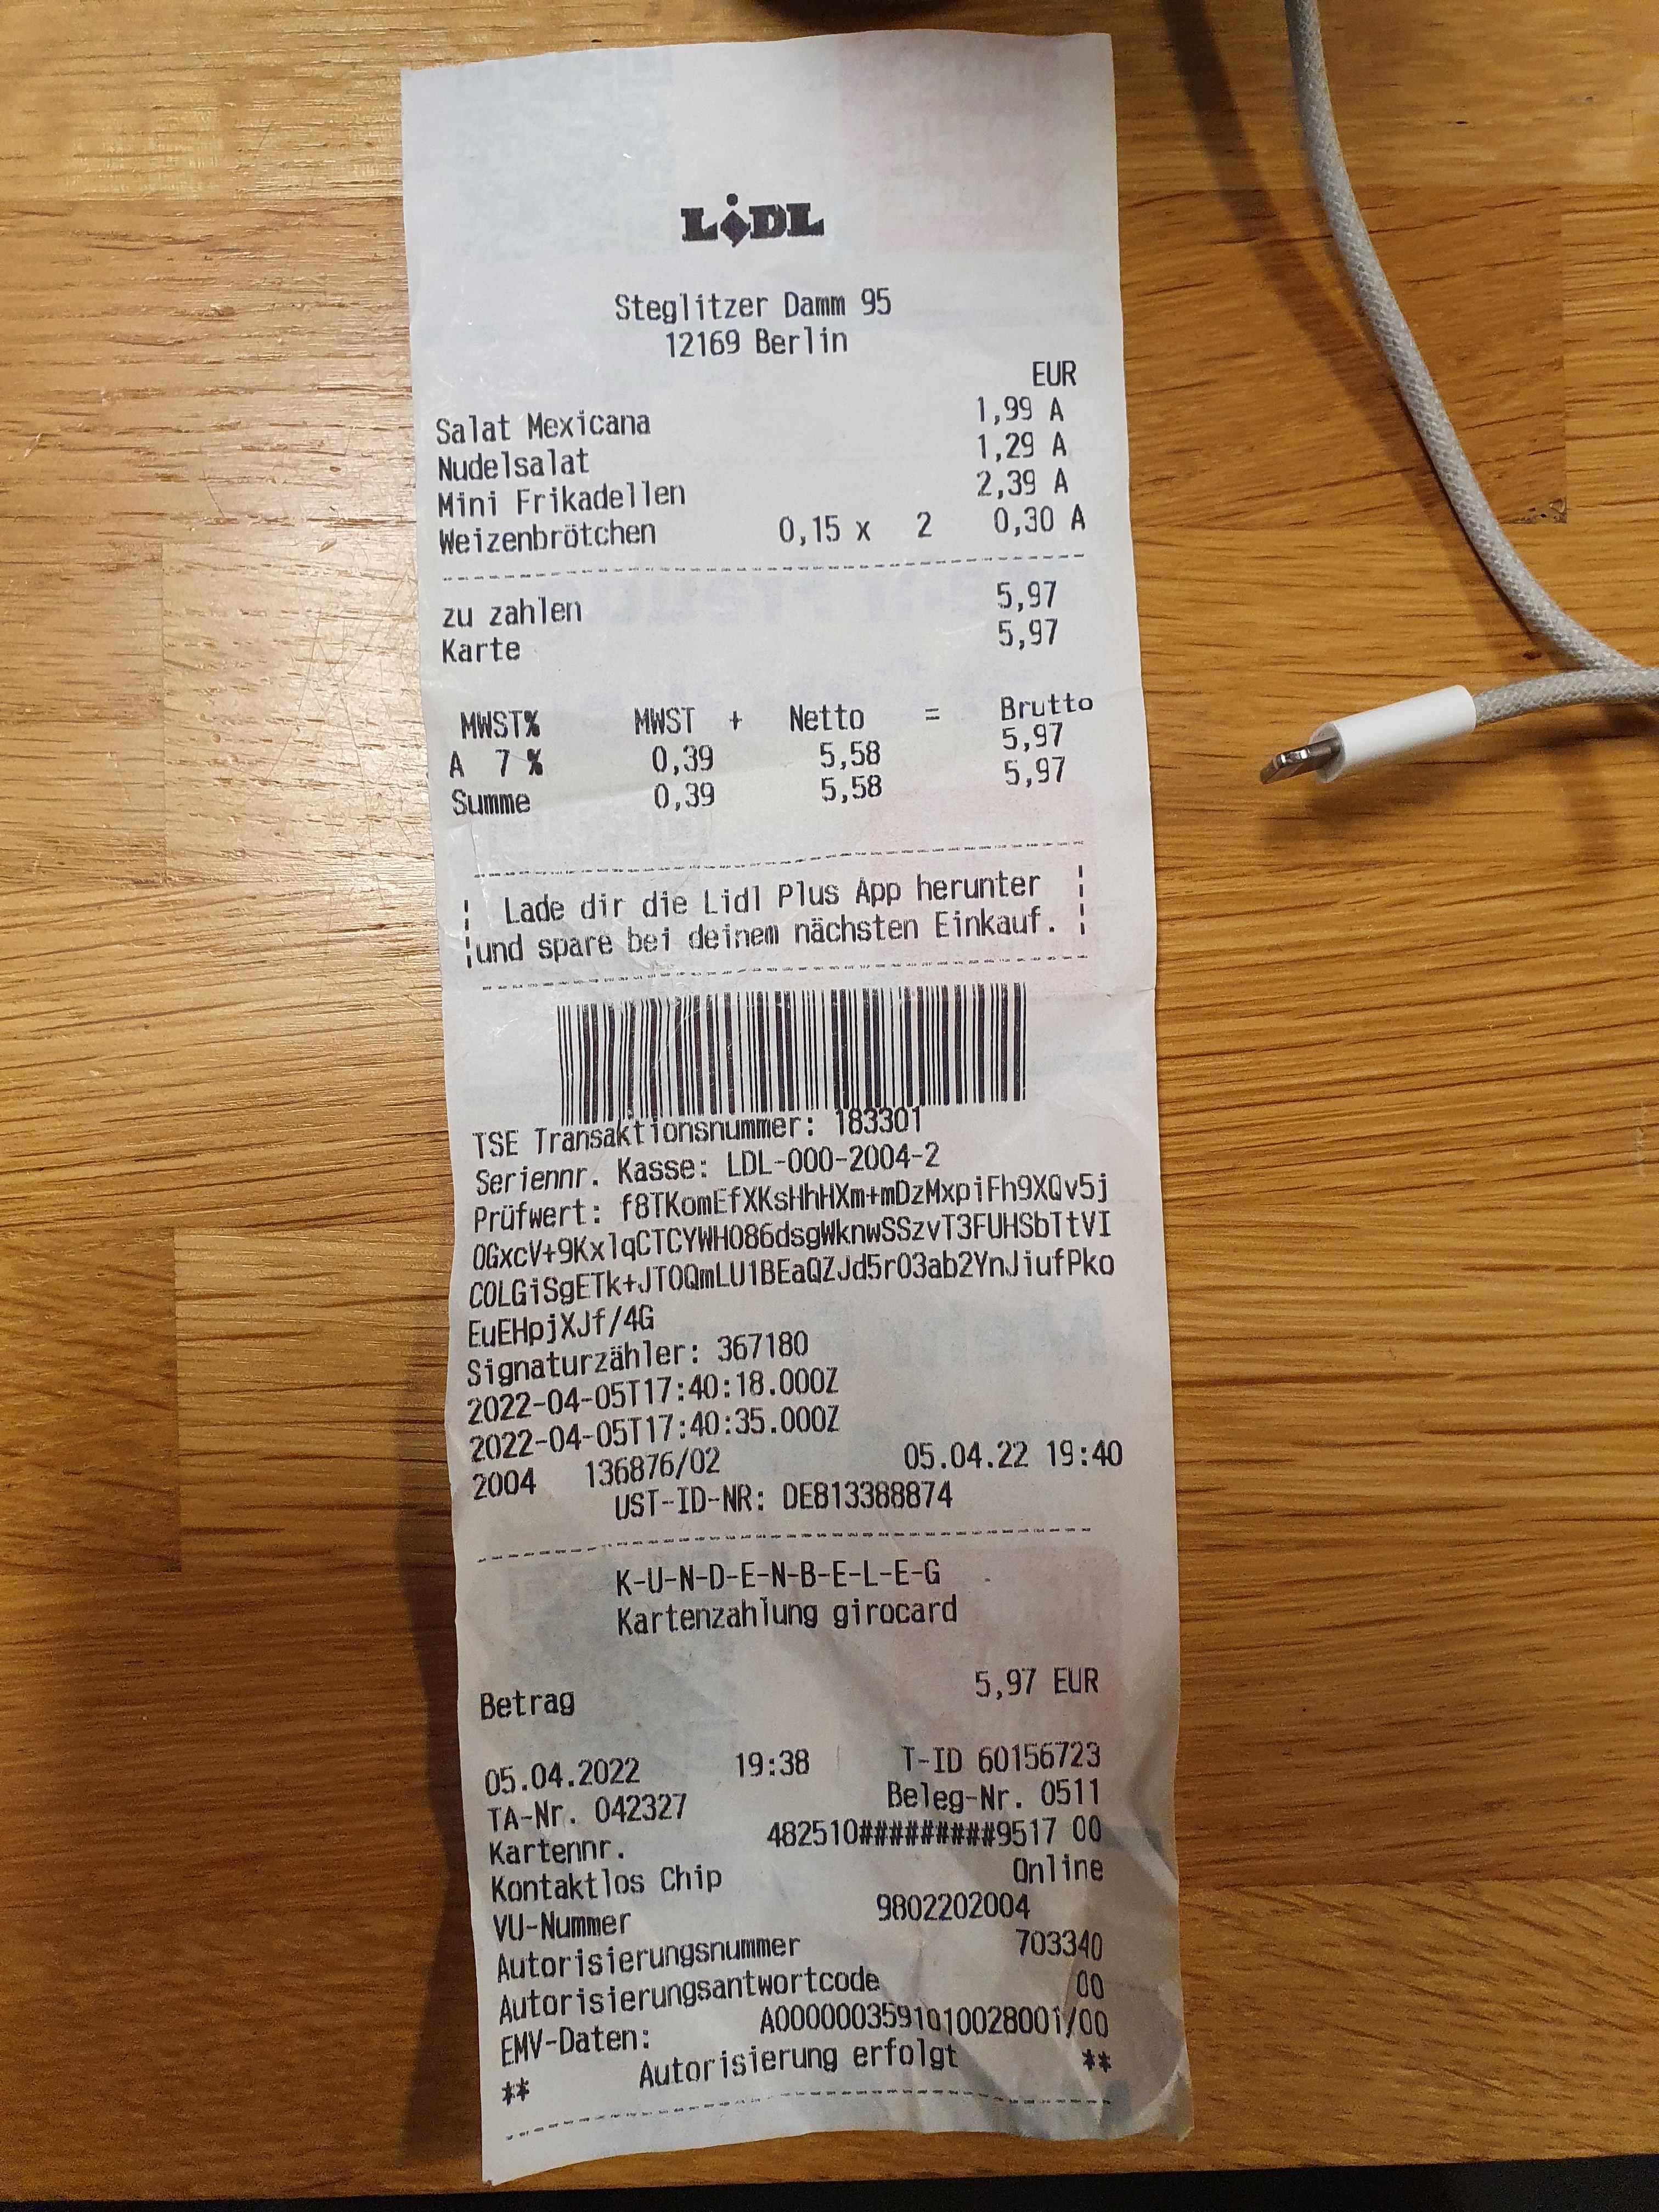 LIDL
Steglitzer Damm 95
12169 Berlin
EUR
Salat Mexicana 1,99 A
Nudelsalat 1,29 A
Mini Frikadellen 2,39 A
Weizenbrötchen 0,15 x 2 0,30 A
zu zahlen 5,97
Karte 5,97
MWST% MWST + Netto = Brutto
A 7 % 0,39 5,58 5,97
Summe 0,39 5,58 5,97
Lade dir die Lidl Plus App herunter
und spare bei deinem nächsten Einkauf.
TSE Transaktionsnummer: 183301
Seriennr. Kasse: LDL-000-2004-2
Prüfwert: f8TKomEfXKsHhHXm+mDzMxpiFh9XQv5j
OGxcV+9KxlqCTCYWHO86dsgWknwSSzvT3FUHSbTtVI
COLGiSgETk+JTOQmLU1BEaQZJd5rO3ab2YnJiufPko
EuEHpjXJf/4G
Signaturzähler: 367180
2022-04-05T17:40:18.000Z
2022-04-05T17:40:35.000Z
2004 136876/02 05.04.22 19:40
UST-ID-NR: DE813388874
K-U-N-D-E-N-B-E-L-E-G
Kartenzahlung girocard
Betrag 5,97 EUR
05.04.2022 19:38 T-ID 60156723
TA-Nr. 042327 Beleg-Nr. 0511
Kartennr. 482510#########9517 00
Kontaktlos Chip Online
VU-Nummer 9802202004
Autorisierungsnummer 703340
Autorisierungsantwortcode 00
EMV-Daten: A0000003591010028001/00
** Autorisierung erfolgt **